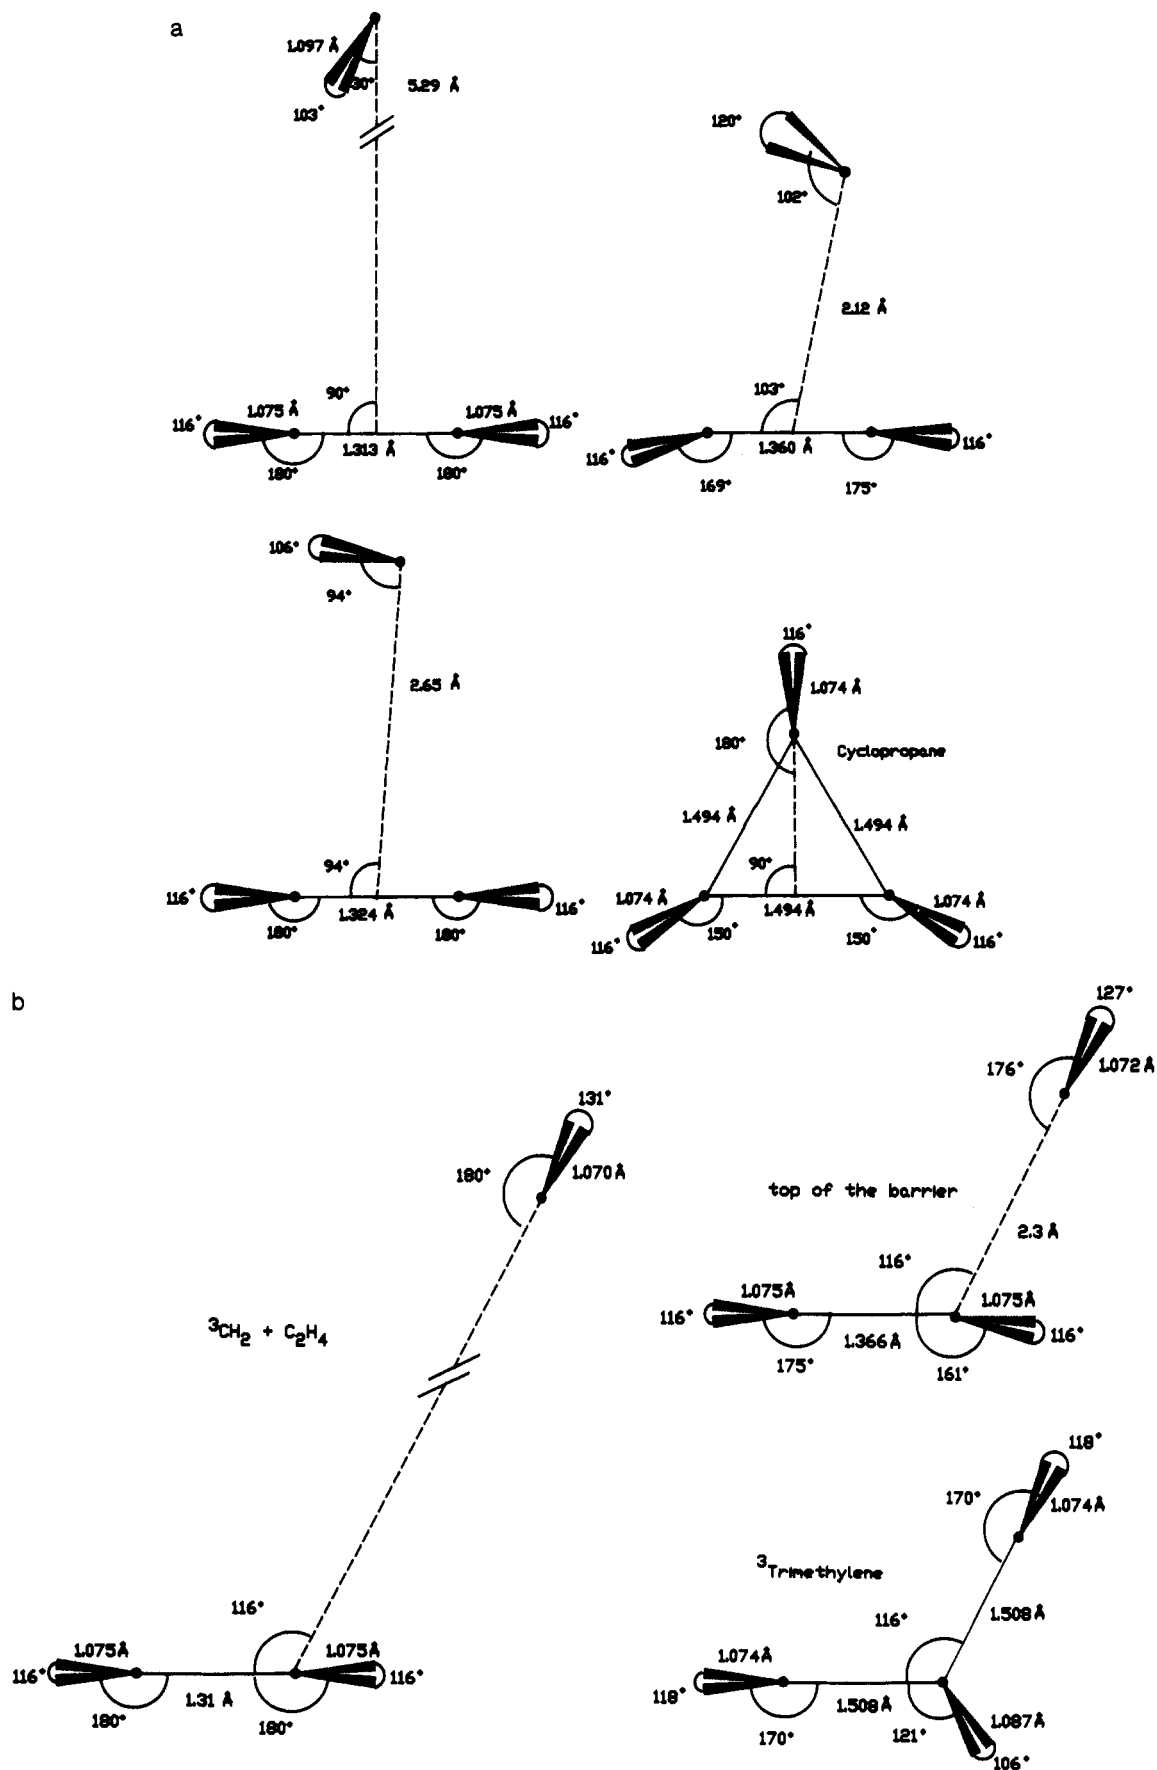 a
1.097 Å
30°
5.29 Å
103°
90°
116°
1.075 Å
1.075 Å
116°
1.313 Å
180°
180°
120°
102°
2.12 Å
103°
116°
1.360 Å
116°
169°
175°
106°
94°
2.65 Å
94°
116°
1.324 Å
116°
180°
180°
116°
1.074 Å
180°
Cyclopropane
1.494 Å
1.494 Å
90°
1.074 Å
1.494 Å
1.074 Å
116°
150°
150°
116°
b
131°
180°
1.070 Å
3CH2 + C2H4
116°
1.075 Å
1.075 Å
116°
1.31 Å
116°
180°
180°
127°
176°
1.072 Å
top of the barrier
2.3 Å
116°
1.075 Å
1.075 Å
116°
1.366 Å
116°
175°
161°
118°
170°
1.074 Å
3Trimethylene
116°
1.508 Å
1.074 Å
118°
1.508 Å
1.087 Å
170°
121°
106°